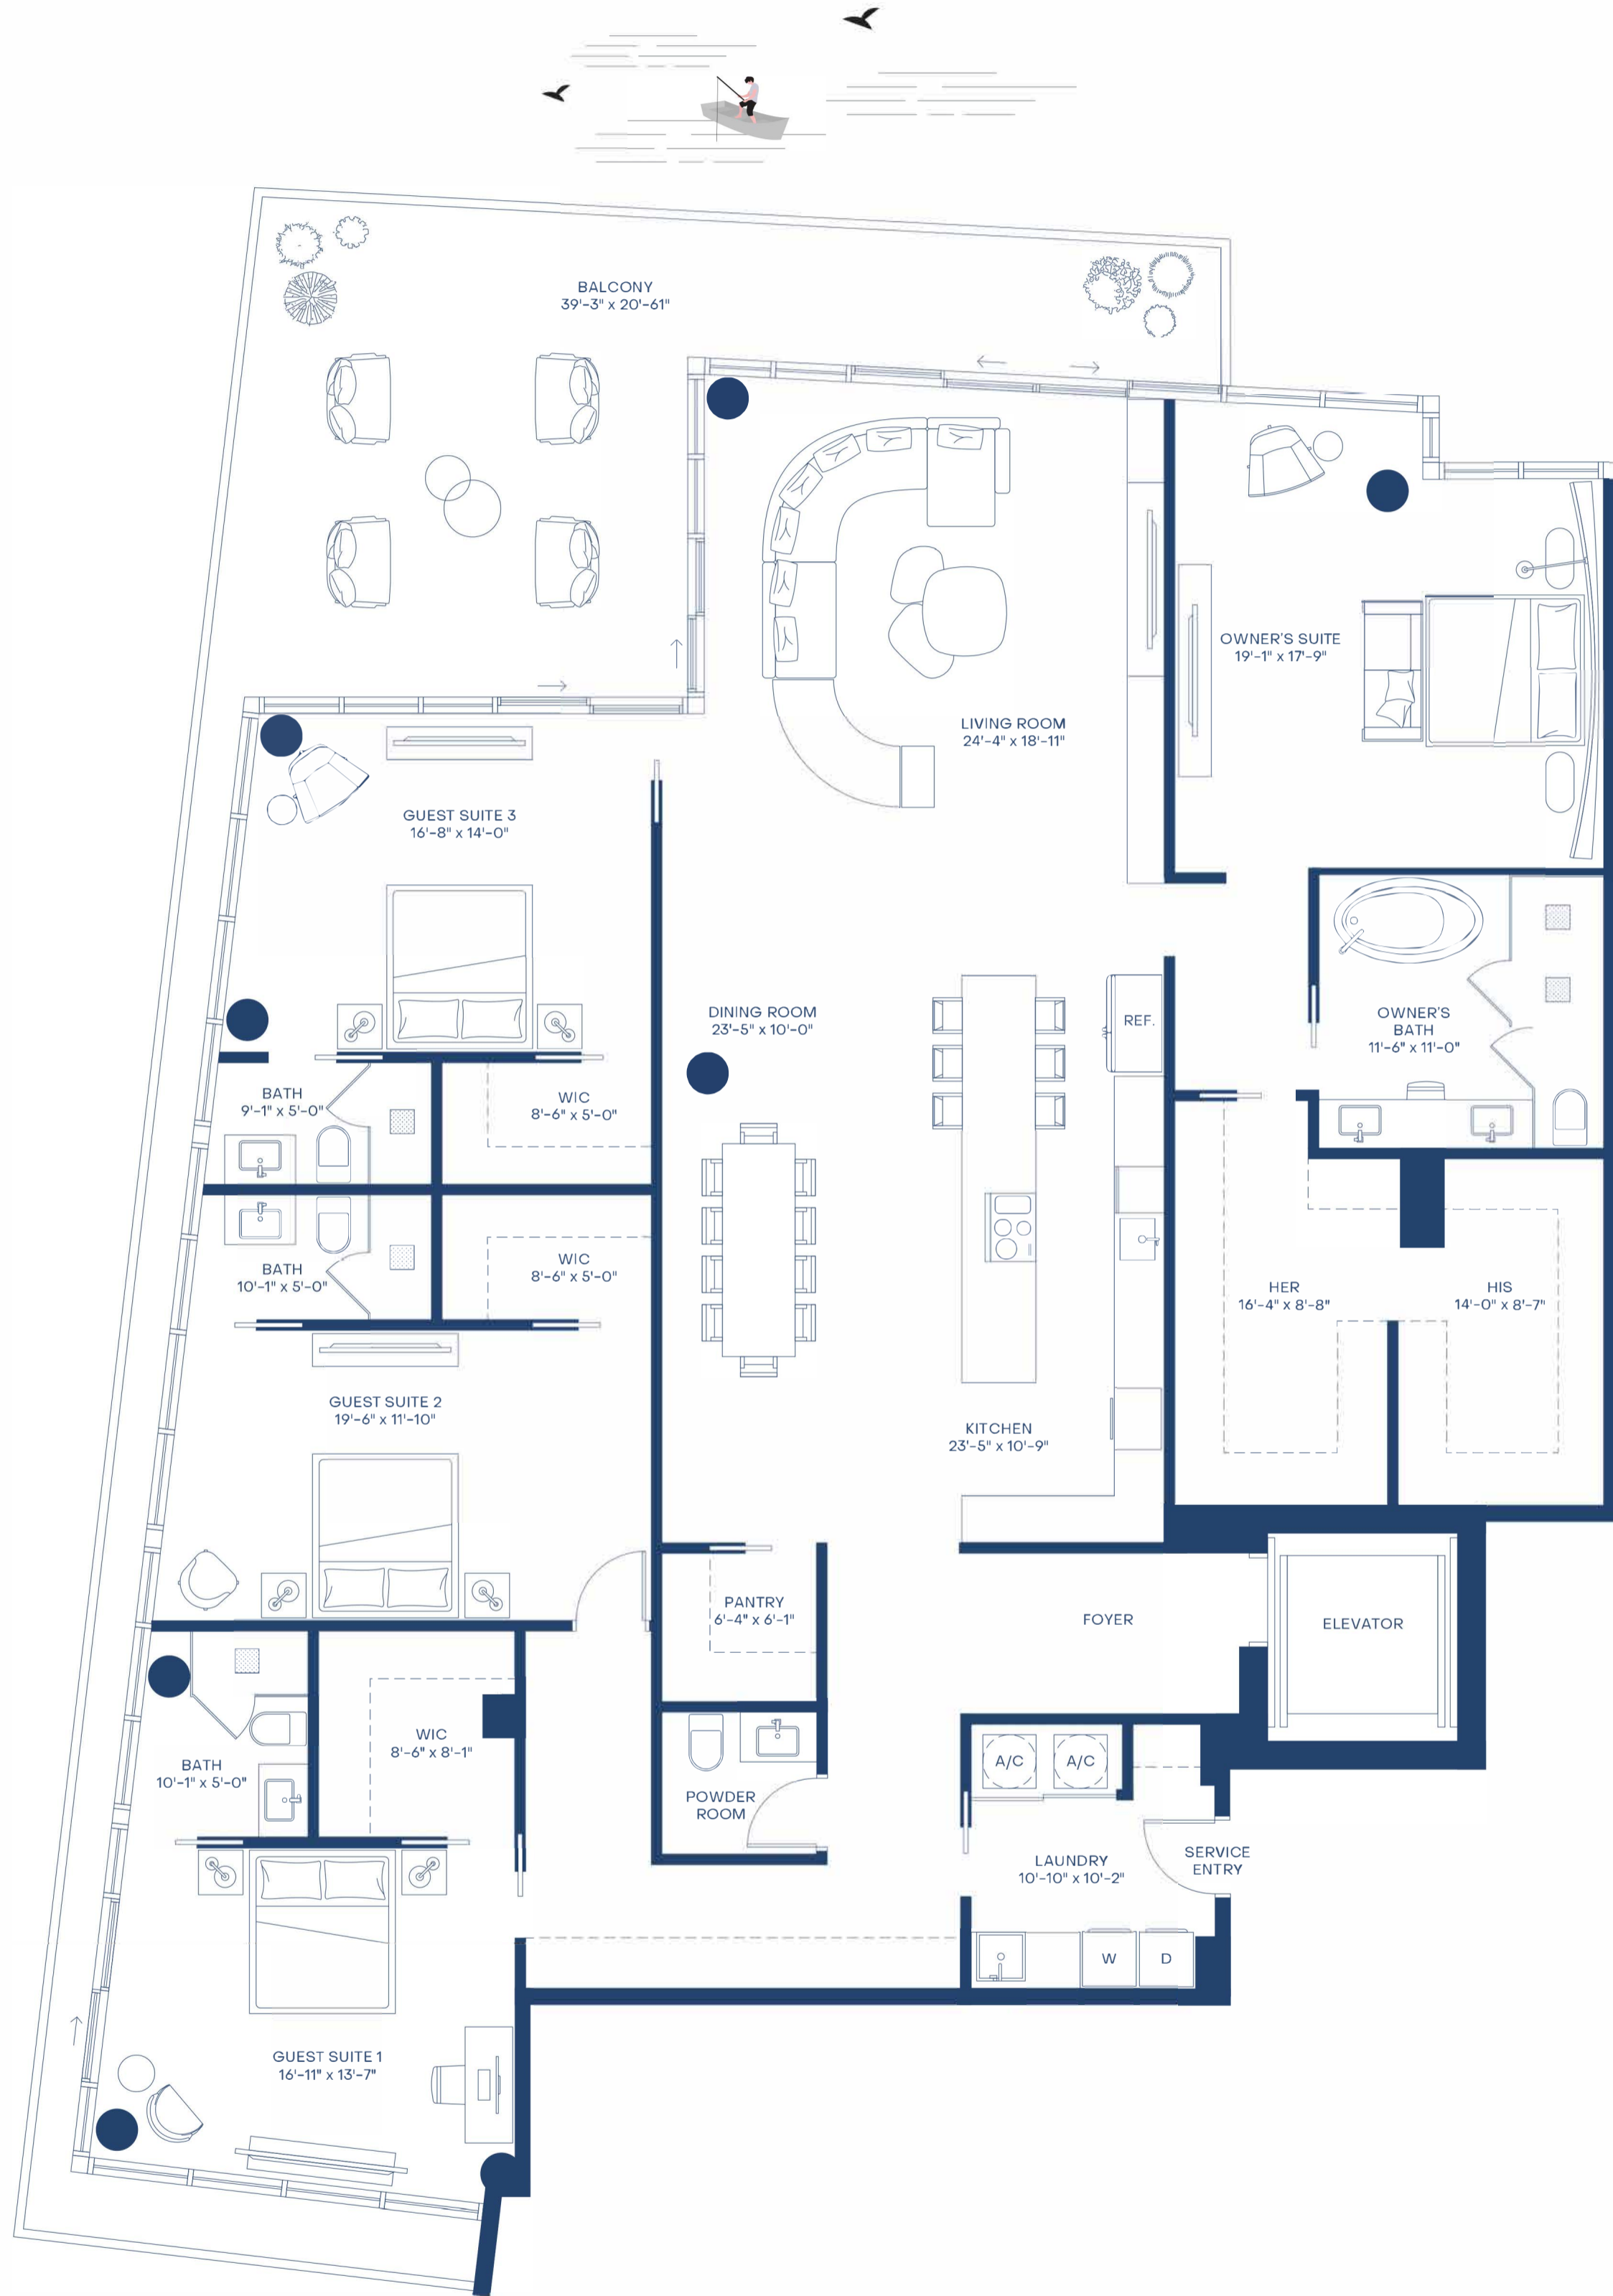 BALCONY
39'-3" x 20'-61"
OWNER'S SUITE
19'-1" x 17'-9"
LIVING ROOM
24'-4" x 18'-11"
GUEST SUITE 3
16'-8" x 14'-0"
DINING ROOM
23'-5" x 10'-0"
REF.
OWNER'S
BATH
11'-6" x 11'-0"
BATH
9'-1" x 5'-0"
WIC
8'-6" x 5'-0"
WIC
8'-6" x 5'-0"
BATH
10'-1" x 5'-0"
HER
16'-4" x 8'-8"
HIS
14'-0" x 8'-7"
GUEST SUITE 2
19'-6" x 11'-10"
KITCHEN
23'-5" x 10'-9"
PANTRY
6'-4" x 6'-1"
FOYER
ELEVATOR
WIC
8'-6" x 8'-1"
BATH
10'-1" x 5'-0"
A/C
A/C
POWDER
ROOM
LAUNDRY
10'-10" x 10'-2"
SERVICE
ENTRY
W
D
GUEST SUITE 1
16'-11" x 13'-7"